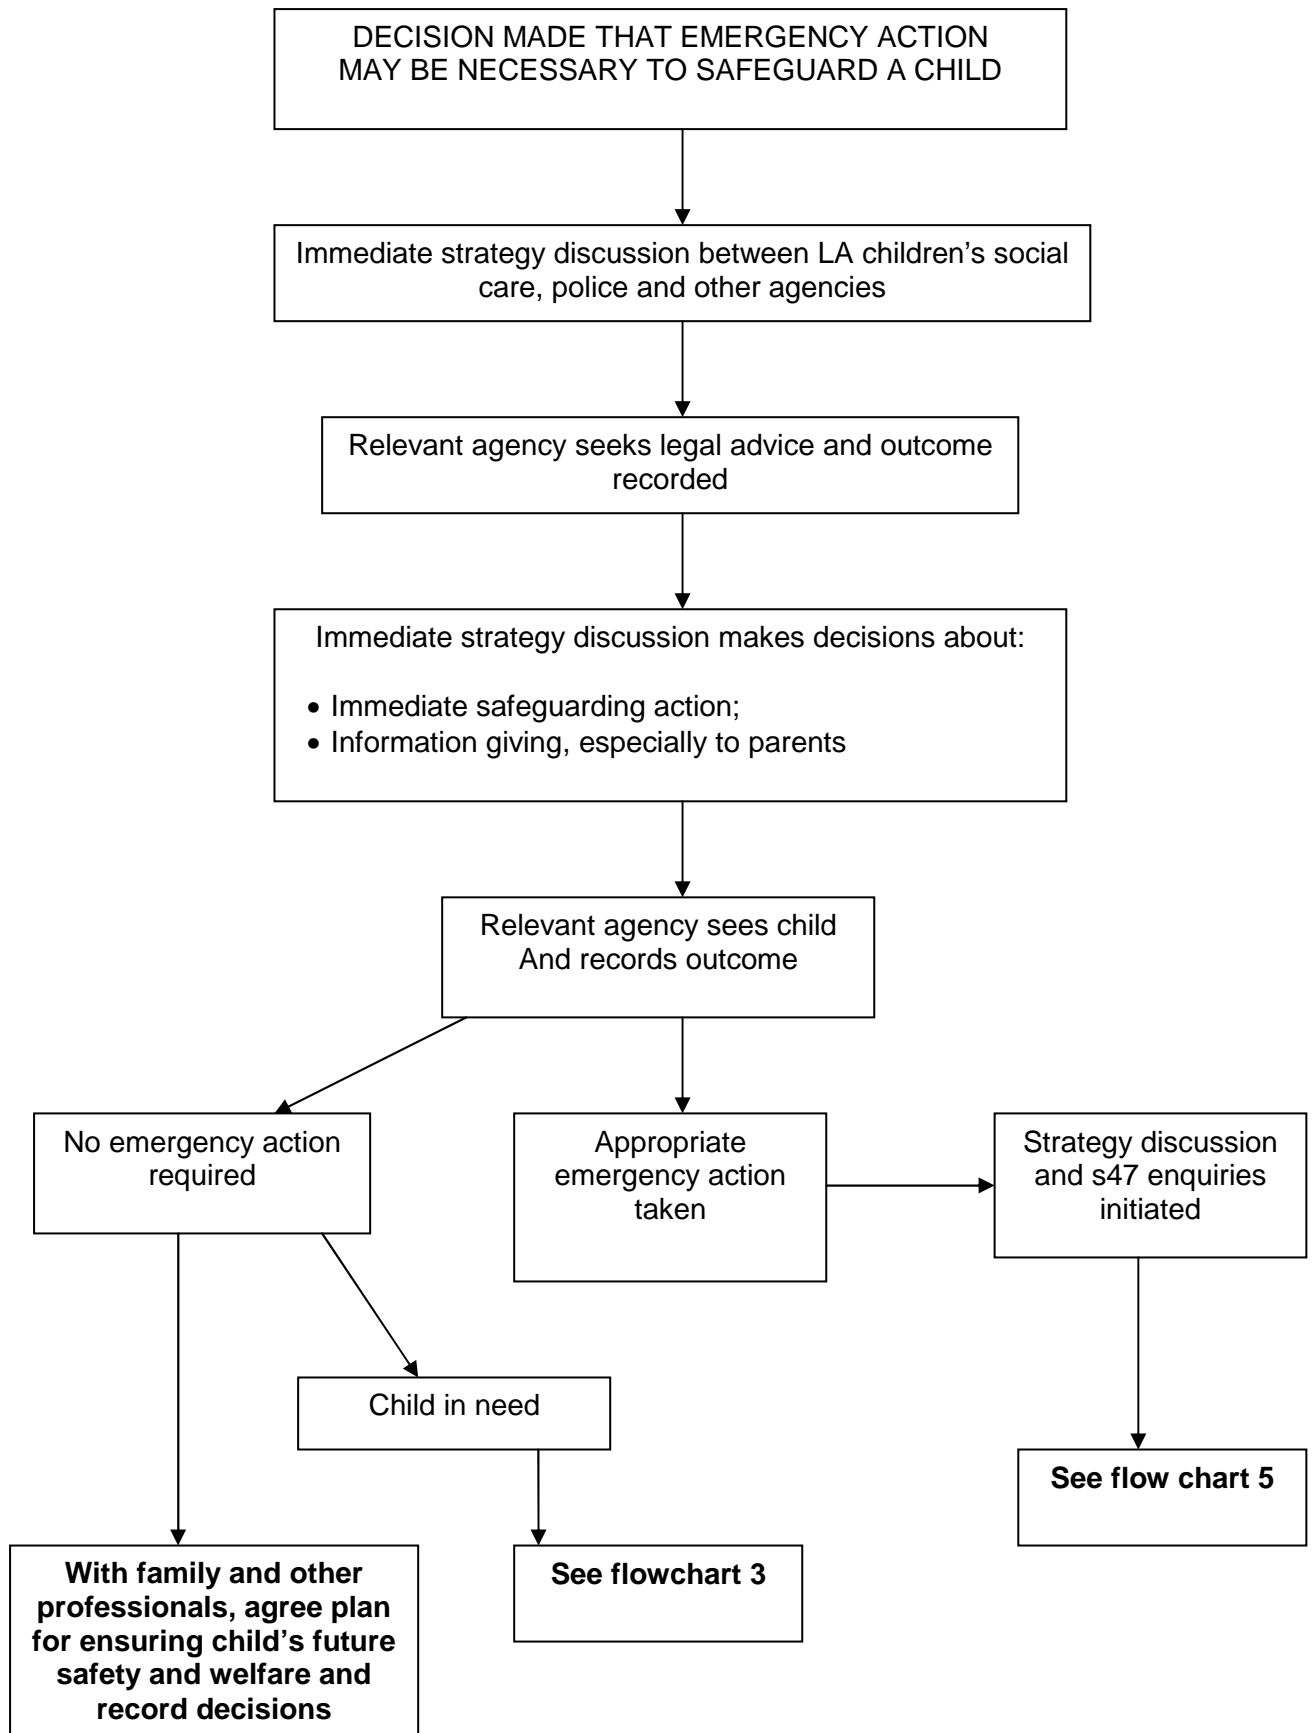 DECISION MADE THAT EMERGENCY ACTION
MAY BE NECESSARY TO SAFEGUARD A CHILD
Immediate strategy discussion between LA children’s social
care, police and other agencies
Relevant agency seeks legal advice and outcome
recorded
Immediate strategy discussion makes decisions about:
• Immediate safeguarding action;
• Information giving, especially to parents
Relevant agency sees child
And records outcome
No emergency action
required
Appropriate
emergency action
taken
Strategy discussion
and s47 enquiries
initiated
Child in need
See flow chart 5
With family and other
professionals, agree plan
for ensuring child’s future
safety and welfare and
record decisions
See flowchart 3